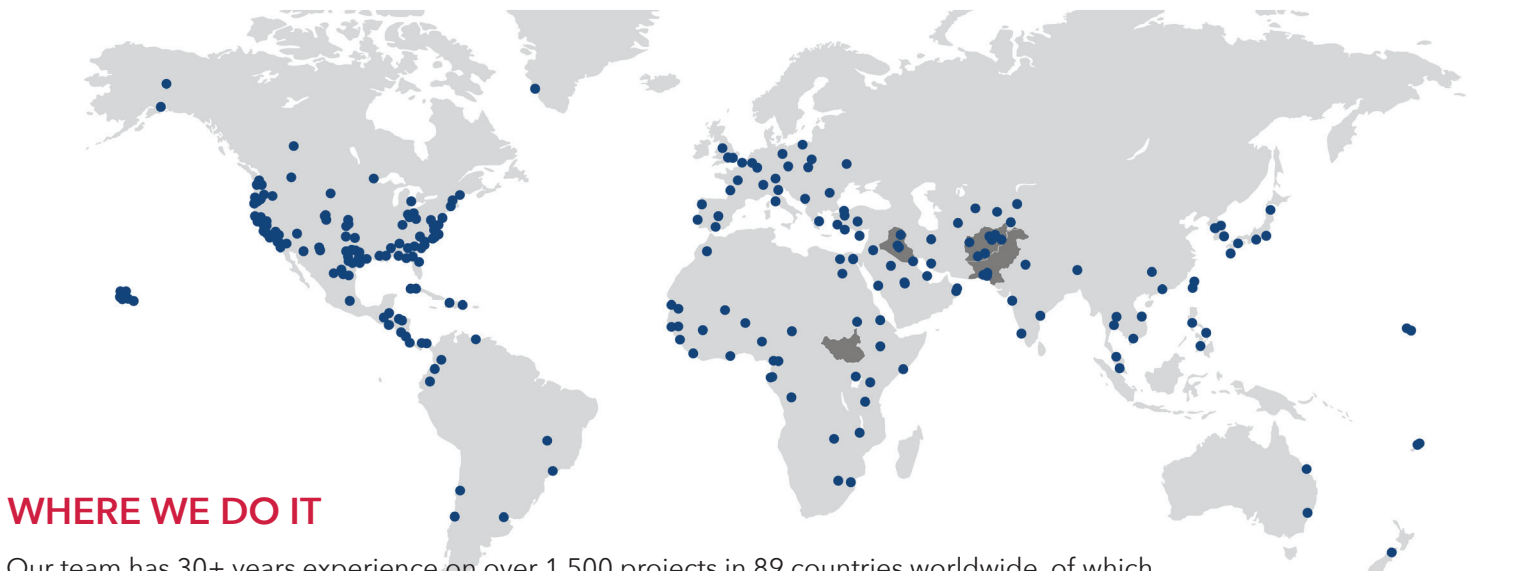 WHERE WE DO IT
Our team has 30+ years experience on over 1,500 projects in 89 countries worldwide, of which